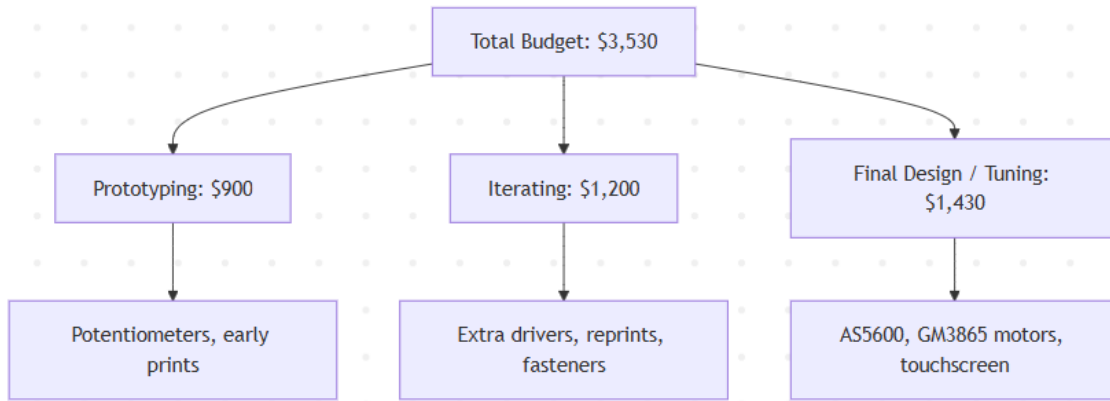 Total Budget: $3,530
Prototyping: $900
Iterating: $1,200
Final Design / Tuning:
$1,430
Potentiometers, early
prints
Extra drivers, reprints,
fasteners
AS5600, GM3865 motors,
touchscreen